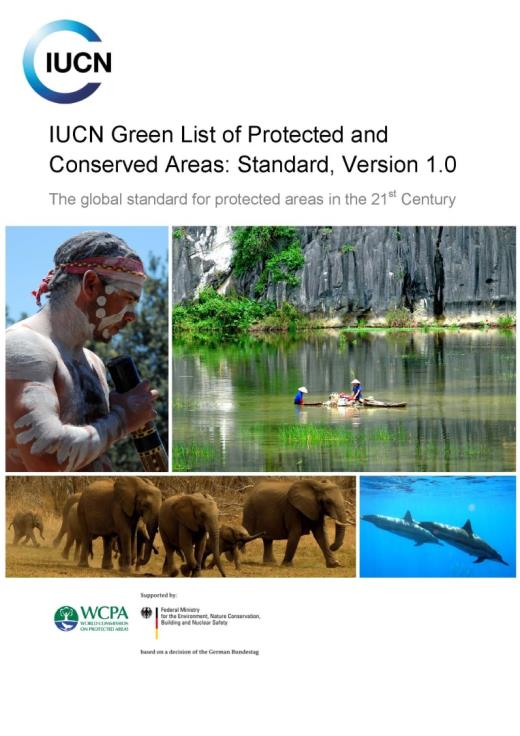 IUCN
IUCN Green List of Protected and
Conserved Areas: Standard, Version 1.0
The global standard for protected areas in the 21st Century
Supported by:
WCPA
WORLD COMMISSION
ON PROTECTED AREAS
Federal Ministry
for the Environment, Nature Conservation,
Building and Nuclear Safety
based on a decision of the German Bundestag